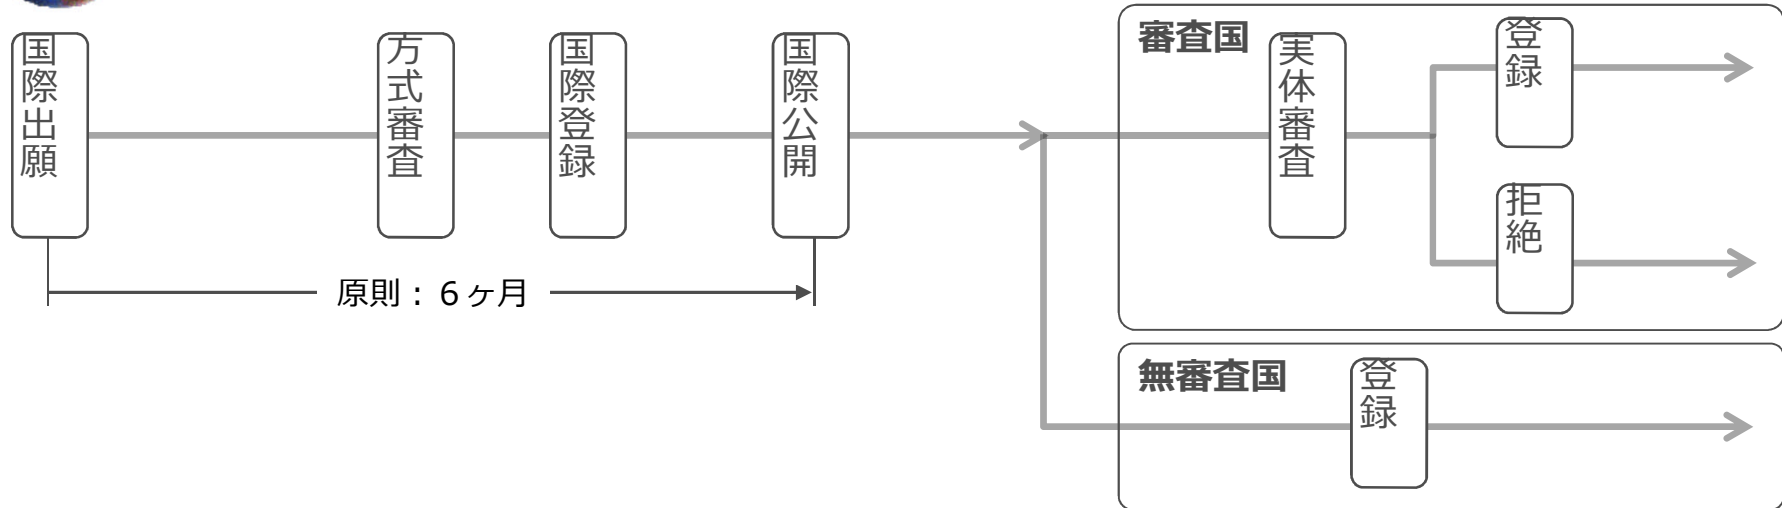 国際出願
方式審査
国際登録
国際公開
原則：６ヶ月
審査国
実体審査
登録
拒絶
無審査国
登録